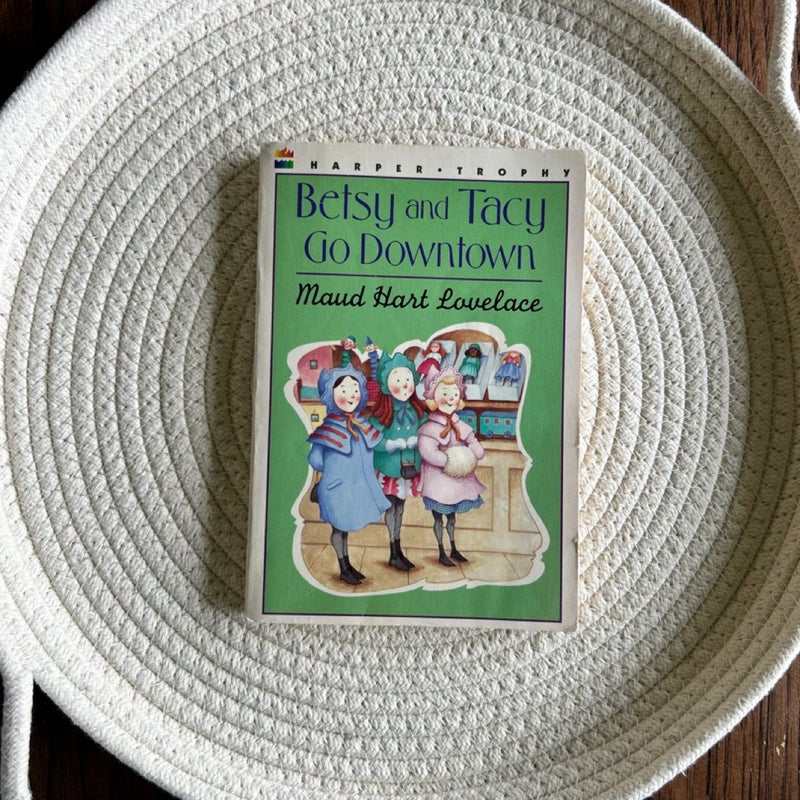 HARPER • TROPHY
Betsy and Tacy
Go Downtown
Maud Hart Lovelace